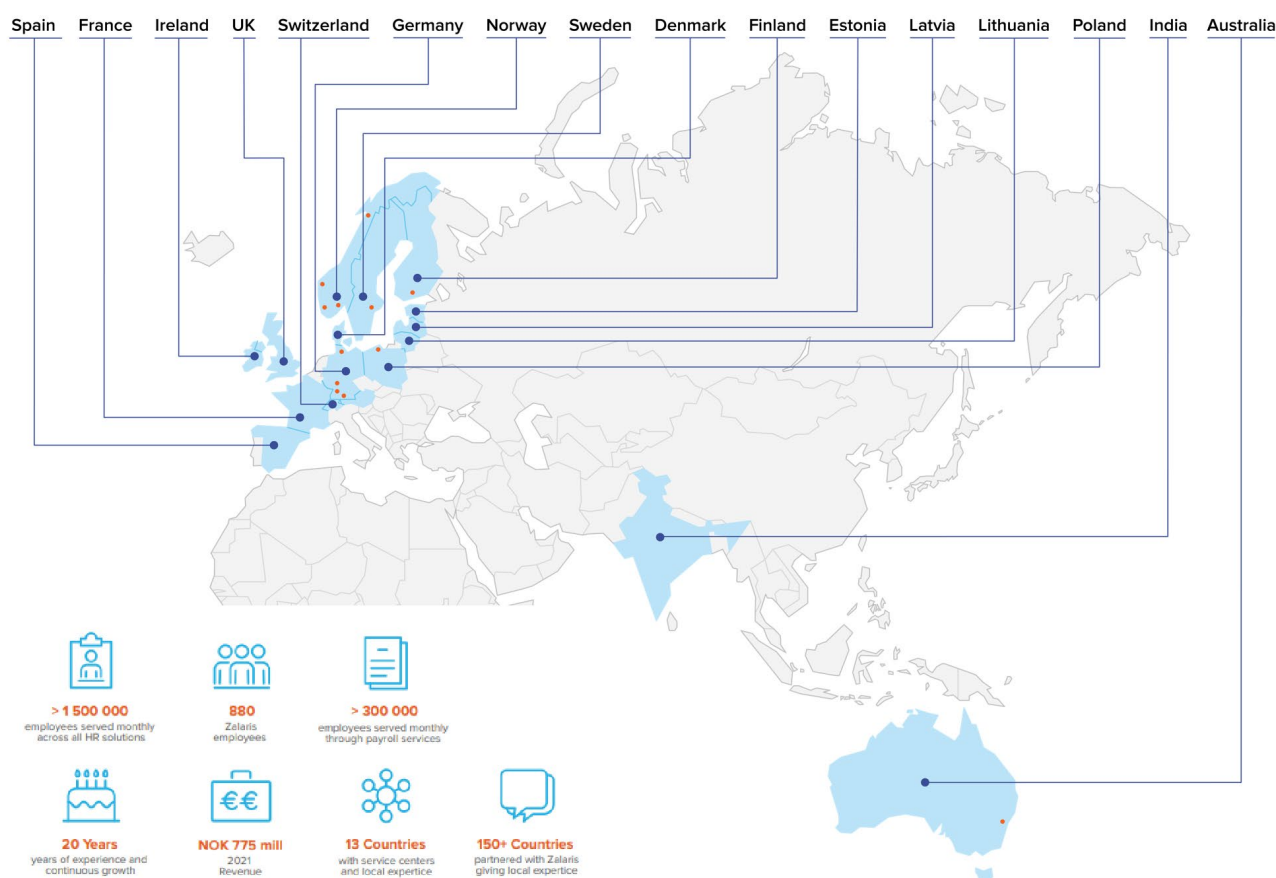 Spain France Ireland UK Switzerland Germany Norway Sweden Denmark Finland Estonia Latvia Lithuania Poland India Australia
> 1 500 000
employees served monthly
across all HR solutions
880
Zalaris
employees
> 300 000
employees served monthly
through payroll services
€€
20 Years
years of experience and
continuous growth
NOK 775 mill
2021
Revenue
13 Countries
with service centers
and local expertice
150+ Countries
partnered with Zalaris
giving local expertice